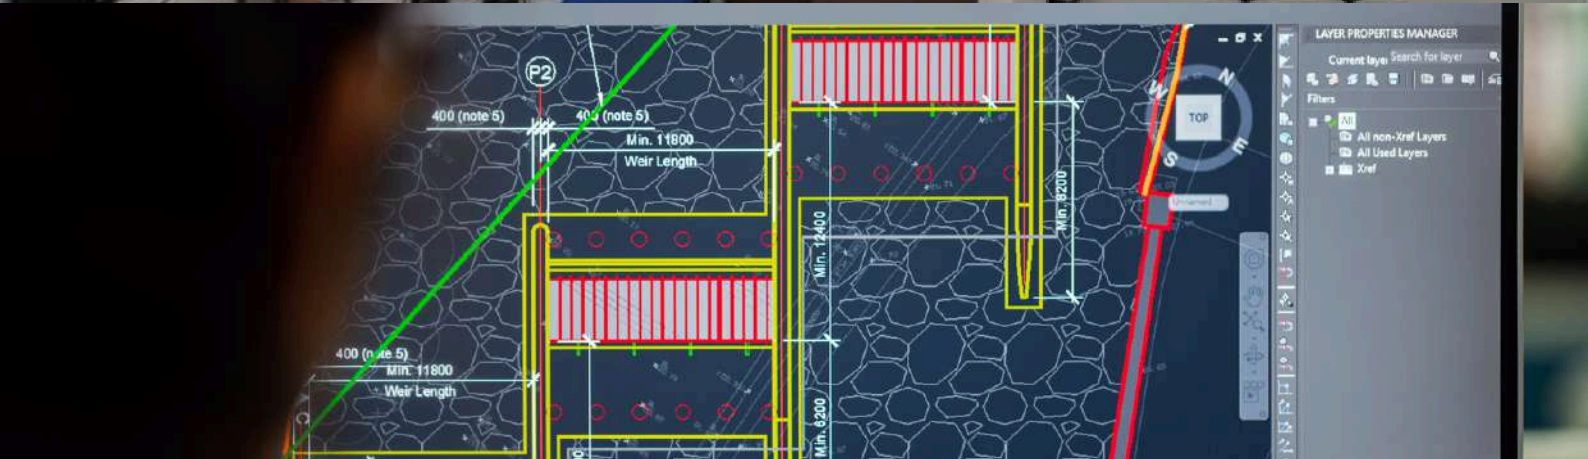 P2
400 (note 5)
400 (note 5)
Min. 11800
Weir Length
Min. 12400
Min. 8200
400 (note 5)
Min. 11800
Weir Length
Min. 6200
N
W
TOP
E
S
Unnamed
LAYER PROPERTIES MANAGER
Current layer
Search for layer
Filters
All
All non-Xref Layers
All Used Layers
Xref